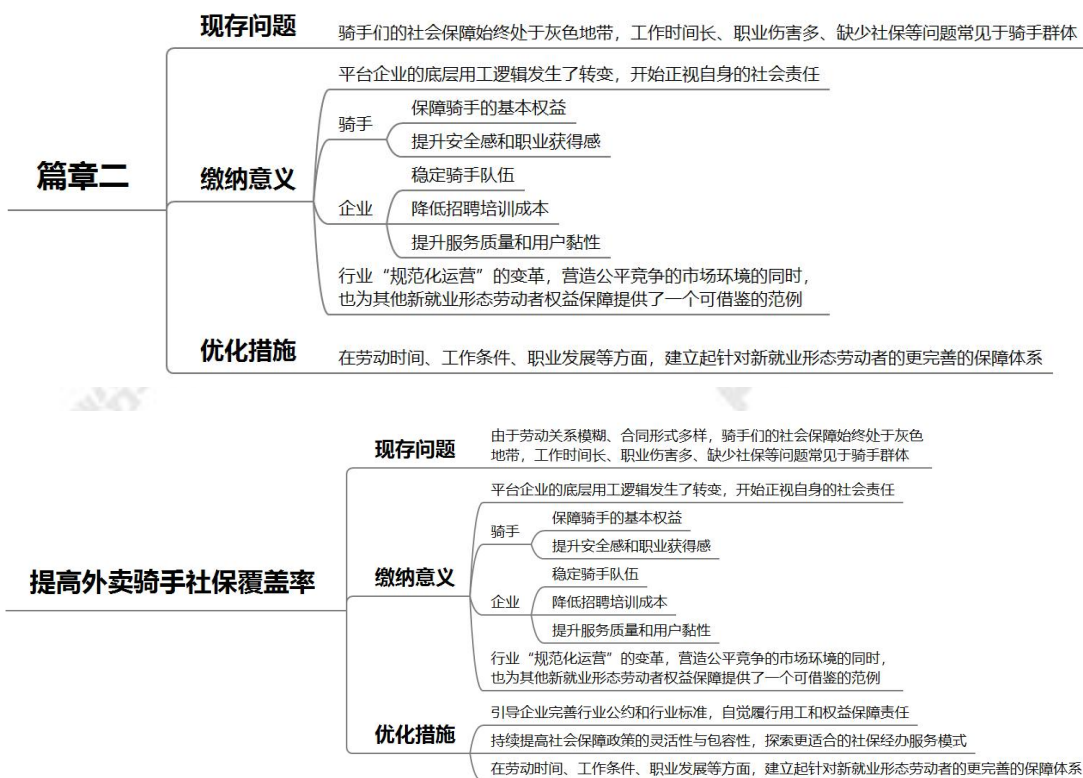 现存问题
骑手们的社会保障始终处于灰色地带，工作时间长、职业伤害多、缺少社保等问题常见于骑手群体
平台企业的底层用工逻辑发生了转变，开始正视自身的社会责任
骑手
保障骑手的基本权益
提升安全感和职业获得感
篇章二
缴纳意义
企业
稳定骑手队伍
降低招聘培训成本
提升服务质量和用户黏性
行业“规范化运营”的变革，营造公平竞争的市场环境的同时，
也为其他新就业形态劳动者权益保障提供了一个可借鉴的范例
优化措施
在劳动时间、工作条件、职业发展等方面，建立起针对新就业形态劳动者的更完善的保障体系
现存问题
由于劳动关系模糊、合同形式多样，骑手们的社会保障始终处于灰色
地带，工作时间长、职业伤害多、缺少社保等问题常见于骑手群体
平台企业的底层用工逻辑发生了转变，开始正视自身的社会责任
骑手
保障骑手的基本权益
提升安全感和职业获得感
提高外卖骑手社保覆盖率
缴纳意义
企业
稳定骑手队伍
降低招聘培训成本
提升服务质量和用户黏性
行业“规范化运营”的变革，营造公平竞争的市场环境的同时，
也为其他新就业形态劳动者权益保障提供了一个可借鉴的范例
优化措施
引导企业完善行业公约和行业标准，自觉履行用工和权益保障责任
持续提高社会保障政策的灵活性与包容性，探索更适合的社保经办服务模式
在劳动时间、工作条件、职业发展等方面，建立起针对新就业形态劳动者的更完善的保障体系